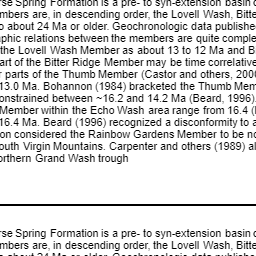 rse Spring Formation is a pre- to syn-extension basin
mbers are, in descending order, the Lovell Wash, Bitte
o about 24 Ma or older. Geochronologic data publishe
aphic relations between the members are quite comple
the Lovell Wash Member as about 13 to 12 Ma and B
art of the Bitter Ridge Member may be time correlative
r parts of the Thumb Member (Castor and others, 200
13.0 Ma. Bohannon (1984) bracketed the Thumb Mem
onstrained between ~16.2 and 14.2 Ma (Beard, 1996).
Member within the Echo Wash area range from 16.4 (
16.4 Ma. Beard (1996) recognized a disconformity to a
on considered the Rainbow Gardens Member to be no
outh Virgin Mountains. Carpenter and others (1989) al
orthern Grand Wash trough
rse Spring Formation is a pre- to syn-extension basin
mbers are, in descending order, the Lovell Wash, Bitte